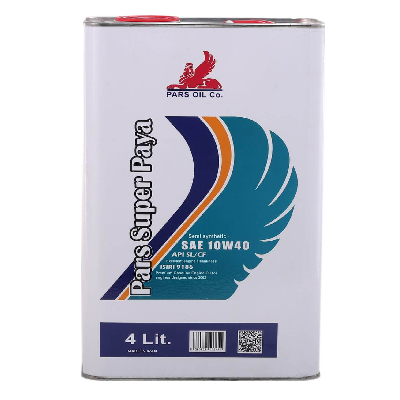 PARS OIL Co.
Pars Super Paya
Semi synthetic
SAE 10W40
API SL/CF
ISIRI 9186
4 Lit.